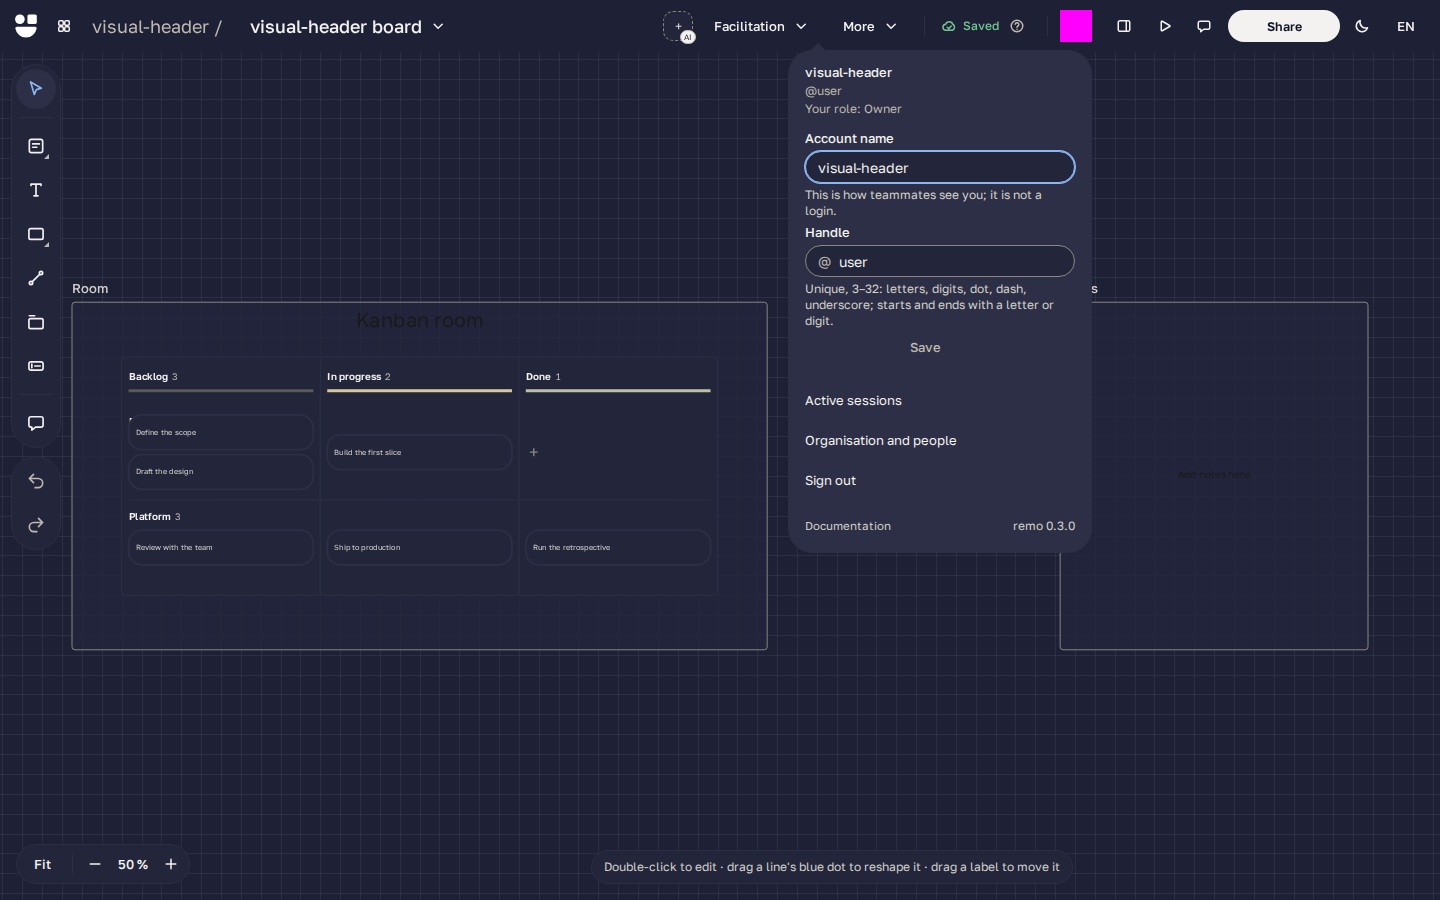 visual-header /
visual-header board
AI
Facilitation
More
Saved
Share
EN
visual-header
@user
Your role: Owner
Account name
visual-header
This is how teammates see you; it is not a
login.
Handle
@ user
Unique, 3–32: letters, digits, dot, dash,
underscore; starts and ends with a letter or
digit.
Save
Active sessions
Organisation and people
Sign out
Documentation
remo 0.3.0
Room
Kanban room
Backlog 3
In progress 2
Done 1
Define the scope
Build the first slice
+
Draft the design
Platform 3
Review with the team
Ship to production
Run the retrospective
Add notes here
Fit
50 %
Double-click to edit · drag a line's blue dot to reshape it · drag a label to move it